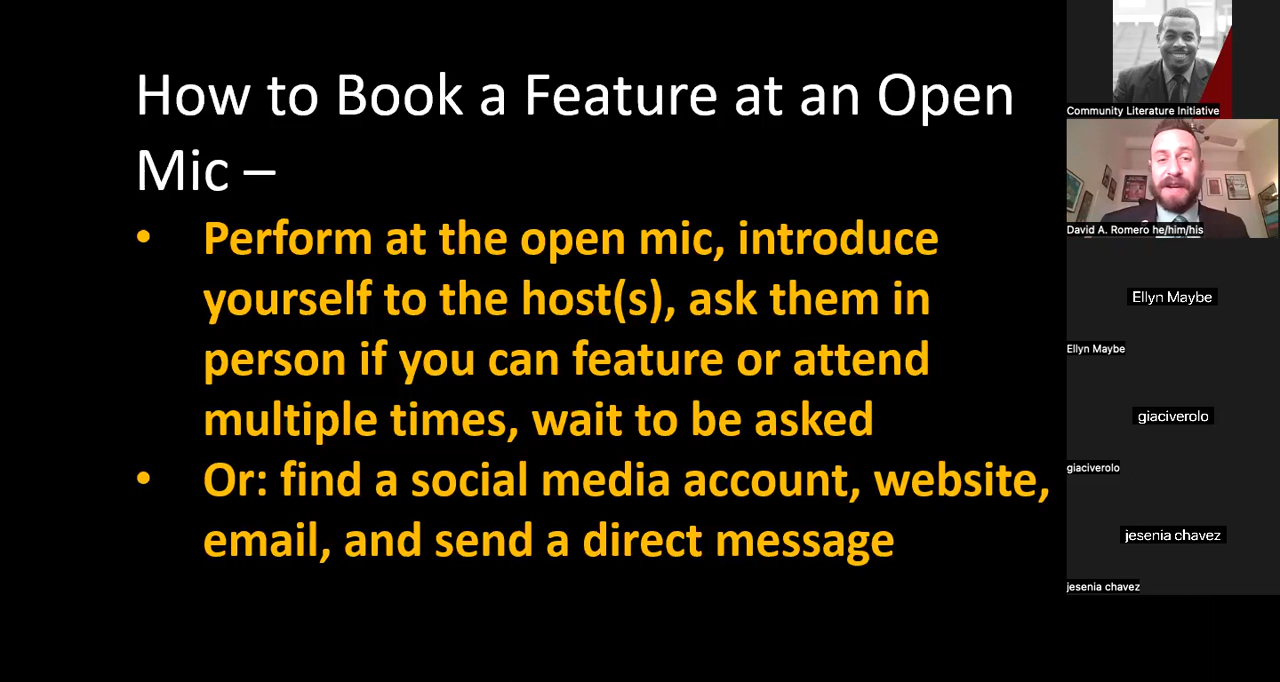 How to Book a Feature at an Open
Mic –
• Perform at the open mic, introduce
yourself to the host(s), ask them in
person if you can feature or attend
multiple times, wait to be asked
• Or: find a social media account, website,
email, and send a direct message
Community Literature Initiative
David A. Romero he/him/his
Ellyn Maybe
Ellyn Maybe
giaciverolo
giaciverolo
jesenia chavez
jesenia chavez